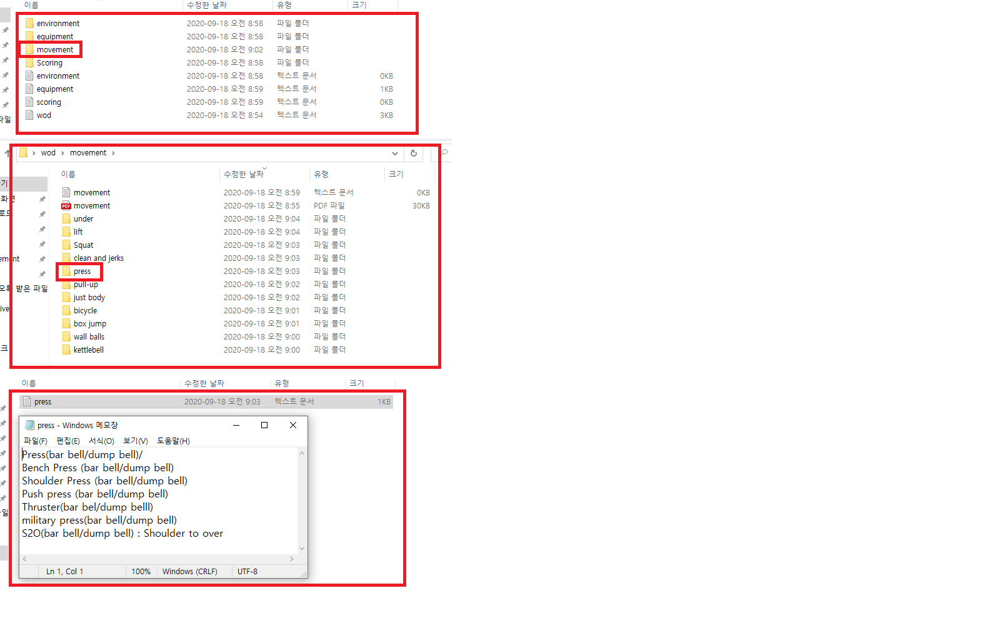 이름 수정한 날짜 유형 크기
environment 2020-09-18 오전 8:58 파일 폴더
equipment 2020-09-18 오전 8:58 파일 폴더
movement 2020-09-18 오전 9:02 파일 폴더
Scoring 2020-09-18 오전 8:58 파일 폴더
environment 2020-09-18 오전 8:58 텍스트 문서 0KB
equipment 2020-09-18 오전 8:59 텍스트 문서 1KB
scoring 2020-09-18 오전 8:59 텍스트 문서 0KB
파일 wod 2020-09-18 오전 8:54 텍스트 문서 3KB
› wod › movement ›
이름 수정한 날짜 유형 크기
movement 2020-09-18 오전 8:59 텍스트 문서 0KB
화면
PDF movement 2020-09-18 오전 8:55 PDF 파일 30KB
로드
under 2020-09-18 오전 9:04 파일 폴더
lift 2020-09-18 오전 9:04 파일 폴더
Squat 2020-09-18 오전 9:03 파일 폴더
ement clean and jerks 2020-09-18 오전 9:03 파일 폴더
press 2020-09-18 오전 9:03 파일 폴더
오톡 받은 파일 pull-up 2020-09-18 오전 9:02 파일 폴더
just body 2020-09-18 오전 9:02 파일 폴더
ive bicycle 2020-09-18 오전 9:01 파일 폴더
box jump 2020-09-18 오전 9:01 파일 폴더
wall balls 2020-09-18 오전 9:00 파일 폴더
크 kettlebell 2020-09-18 오전 9:00 파일 폴더
이름 수정한 날짜 유형 크기
press 2020-09-18 오전 9:03 텍스트 문서 1KB
press - Windows 메모장
파일(F) 편집(E) 서식(O) 보기(V) 도움말(H)
Press(bar bell/dump bell)/
Bench Press (bar bell/dump bell)
Shoulder Press (bar bell/dump bell)
Push press (bar bell/dump bell)
Thruster(bar bel/dump belll)
military press(bar bell/dump bell)
S2O(bar bell/dump bell) : Shoulder to over
Ln 1, Col 1 100% Windows (CRLF) UTF-8